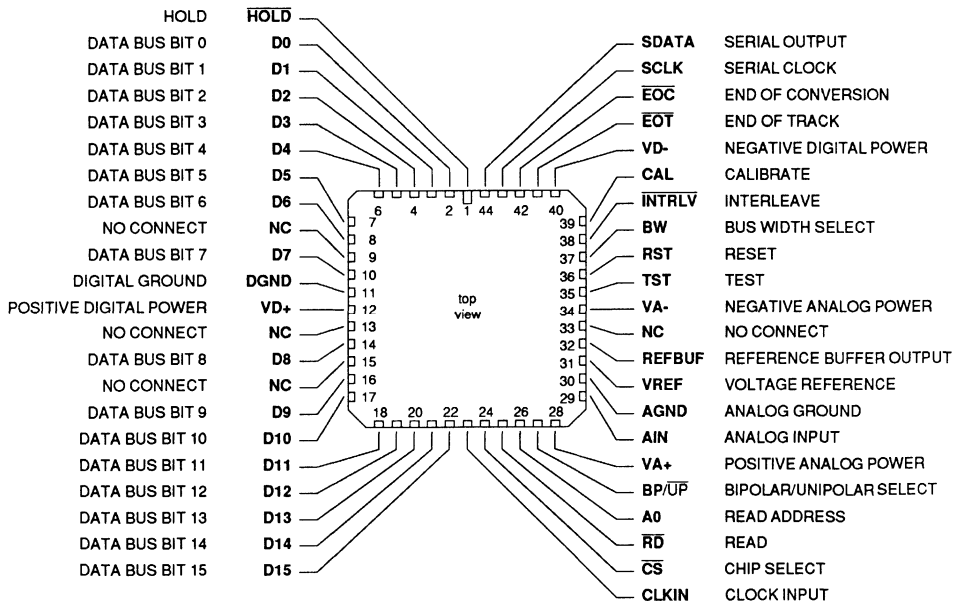 HOLD H̅O̅L̅D̅
DATA BUS BIT 0 D0
DATA BUS BIT 1 D1
DATA BUS BIT 2 D2
DATA BUS BIT 3 D3
DATA BUS BIT 4 D4
DATA BUS BIT 5 D5
DATA BUS BIT 6 D6
NO CONNECT NC
DATA BUS BIT 7 D7
DIGITAL GROUND DGND
POSITIVE DIGITAL POWER VD+
NO CONNECT NC
DATA BUS BIT 8 D8
NO CONNECT NC
DATA BUS BIT 9 D9
DATA BUS BIT 10 D10
DATA BUS BIT 11 D11
DATA BUS BIT 12 D12
DATA BUS BIT 13 D13
DATA BUS BIT 14 D14
DATA BUS BIT 15 D15
6 4 2 1 44 42 40
7
8
9
10
11
12
13
14
15
16
17
top
view
39
38
37
36
35
34
33
32
31
30
29
18 20 22 24 26 28
SDATA SERIAL OUTPUT
SCLK SERIAL CLOCK
E̅O̅C̅ END OF CONVERSION
E̅O̅T̅ END OF TRACK
VD- NEGATIVE DIGITAL POWER
CAL CALIBRATE
I̅N̅T̅R̅L̅V̅ INTERLEAVE
BW BUS WIDTH SELECT
RST RESET
TST TEST
VA- NEGATIVE ANALOG POWER
NC NO CONNECT
REFBUF REFERENCE BUFFER OUTPUT
VREF VOLTAGE REFERENCE
AGND ANALOG GROUND
AIN ANALOG INPUT
VA+ POSITIVE ANALOG POWER
BP/U̅P̅ BIPOLAR/UNIPOLAR SELECT
A0 READ ADDRESS
R̅D̅ READ
C̅S̅ CHIP SELECT
CLKIN CLOCK INPUT